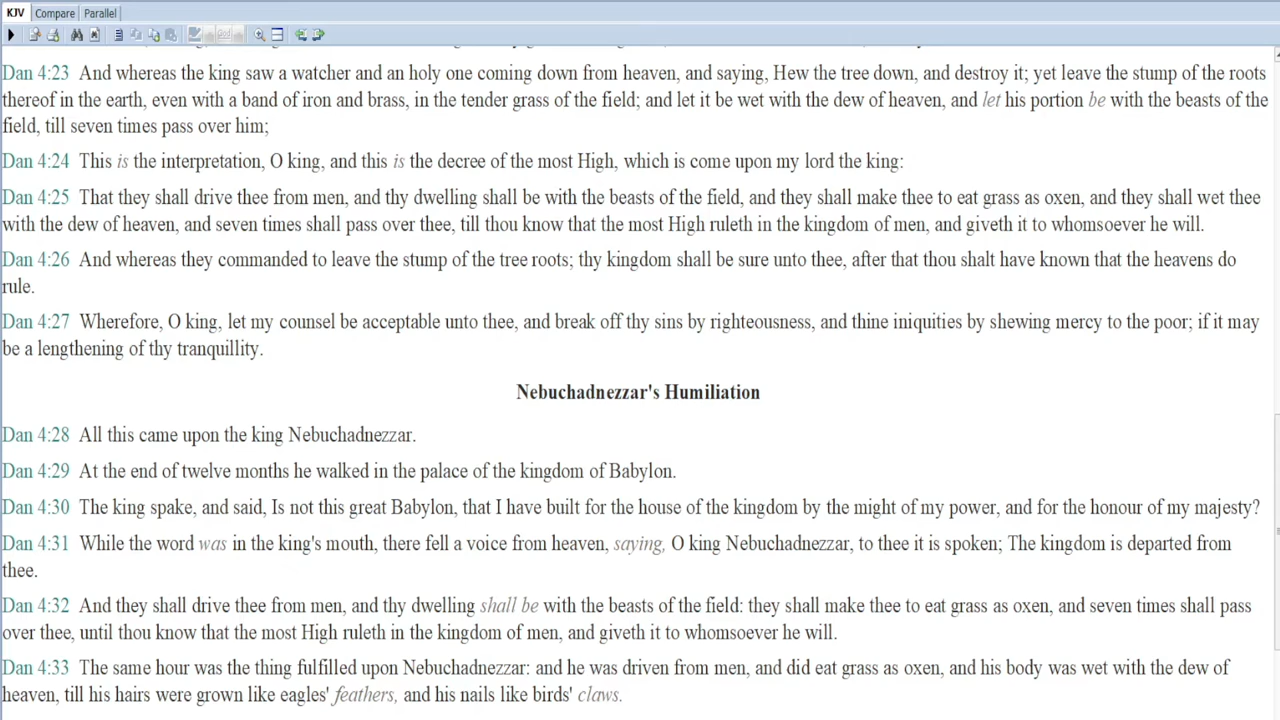 KJV Compare Parallel
Dan 4:23 And whereas the king saw a watcher and an holy one coming down from heaven, and saying, Hew the tree down, and destroy it; yet leave the stump of the roots
thereof in the earth, even with a band of iron and brass, in the tender grass of the field; and let it be wet with the dew of heaven, and let his portion be with the beasts of the
field, till seven times pass over him;
Dan 4:24 This is the interpretation, O king, and this is the decree of the most High, which is come upon my lord the king:
Dan 4:25 That they shall drive thee from men, and thy dwelling shall be with the beasts of the field, and they shall make thee to eat grass as oxen, and they shall wet thee
with the dew of heaven, and seven times shall pass over thee, till thou know that the most High ruleth in the kingdom of men, and giveth it to whomsoever he will.
Dan 4:26 And whereas they commanded to leave the stump of the tree roots; thy kingdom shall be sure unto thee, after that thou shalt have known that the heavens do
rule.
Dan 4:27 Wherefore, O king, let my counsel be acceptable unto thee, and break off thy sins by righteousness, and thine iniquities by shewing mercy to the poor; if it may
be a lengthening of thy tranquillity.
Nebuchadnezzar's Humiliation
Dan 4:28 All this came upon the king Nebuchadnezzar.
Dan 4:29 At the end of twelve months he walked in the palace of the kingdom of Babylon.
Dan 4:30 The king spake, and said, Is not this great Babylon, that I have built for the house of the kingdom by the might of my power, and for the honour of my majesty?
Dan 4:31 While the word was in the king's mouth, there fell a voice from heaven, saying, O king Nebuchadnezzar, to thee it is spoken; The kingdom is departed from
thee.
Dan 4:32 And they shall drive thee from men, and thy dwelling shall be with the beasts of the field: they shall make thee to eat grass as oxen, and seven times shall pass
over thee, until thou know that the most High ruleth in the kingdom of men, and giveth it to whomsoever he will.
Dan 4:33 The same hour was the thing fulfilled upon Nebuchadnezzar: and he was driven from men, and did eat grass as oxen, and his body was wet with the dew of
heaven, till his hairs were grown like eagles' feathers, and his nails like birds' claws.